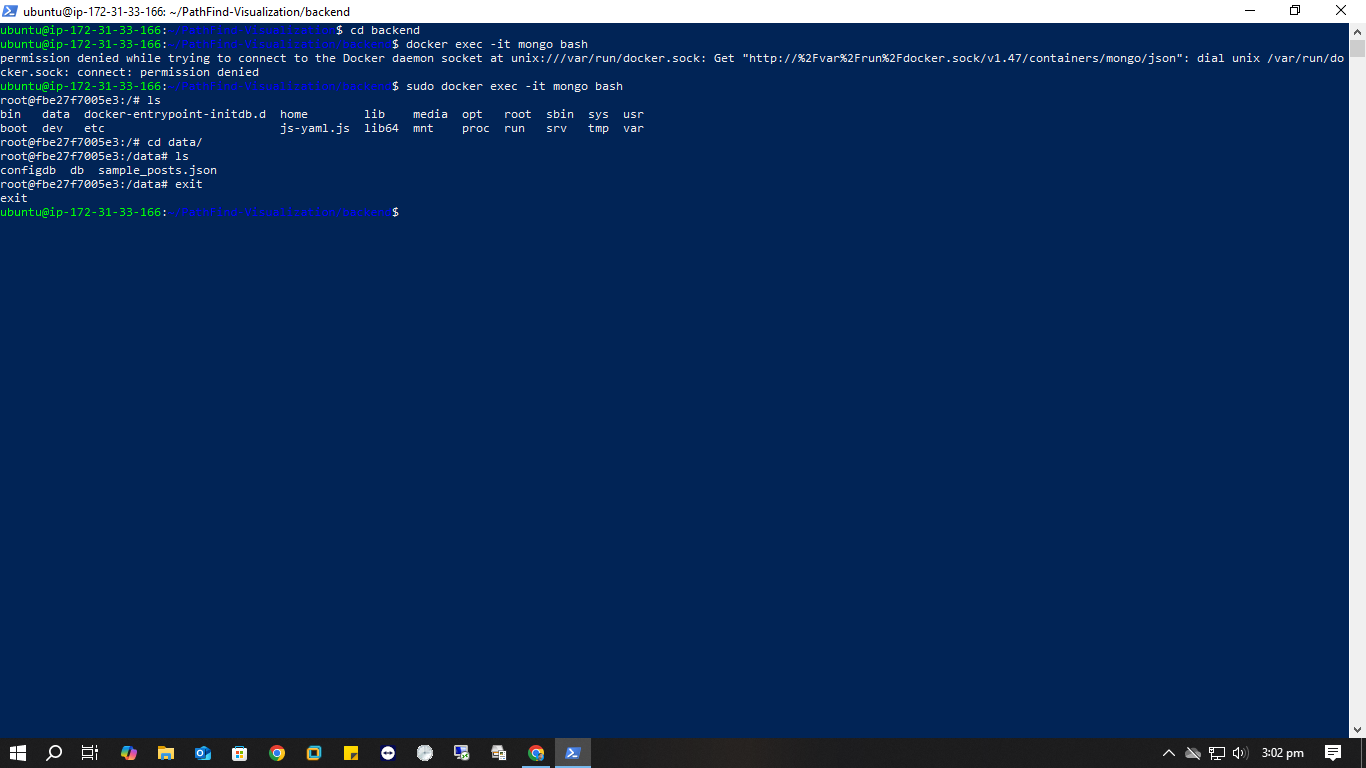 ubuntu@ip-172-31-33-166: ~/PathFind-Visualization/backend
ubuntu@ip-172-31-33-166:~/PathFind-Visualization$ cd backend
ubuntu@ip-172-31-33-166:~/PathFind-Visualization/backend$ docker exec -it mongo bash
permission denied while trying to connect to the Docker daemon socket at unix:///var/run/docker.sock: Get "http://%2Fvar%2Frun%2Fdocker.sock/v1.47/containers/mongo/json": dial unix /var/run/do
cker.sock: connect: permission denied
ubuntu@ip-172-31-33-166:~/PathFind-Visualization/backend$ sudo docker exec -it mongo bash
root@fbe27f7005e3:/# ls
bin data docker-entrypoint-initdb.d home lib media opt root sbin sys usr
boot dev etc js-yaml.js lib64 mnt proc run srv tmp var
root@fbe27f7005e3:/# cd data/
root@fbe27f7005e3:/data# ls
configdb db sample_posts.json
root@fbe27f7005e3:/data# exit
exit
ubuntu@ip-172-31-33-166:~/PathFind-Visualization/backend$
3:02 pm